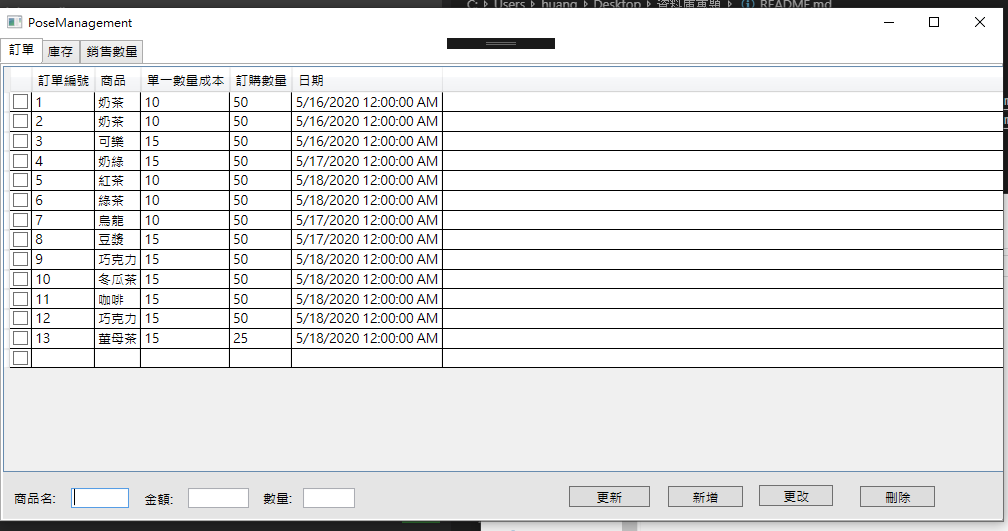 C: Users huang Desktop 資料庫專題 README.md
PoseManagement
訂單 庫存 銷售數量
訂單編號 商品 單一數量成本 訂購數量 日期
1 奶茶 10 50 5/16/2020 12:00:00 AM
2 奶茶 10 50 5/16/2020 12:00:00 AM
3 可樂 15 50 5/16/2020 12:00:00 AM
4 奶綠 15 50 5/17/2020 12:00:00 AM
5 紅茶 10 50 5/18/2020 12:00:00 AM
6 綠茶 10 50 5/18/2020 12:00:00 AM
7 烏龍 10 50 5/17/2020 12:00:00 AM
8 豆漿 15 50 5/17/2020 12:00:00 AM
9 巧克力 15 50 5/18/2020 12:00:00 AM
10 冬瓜茶 15 50 5/18/2020 12:00:00 AM
11 咖啡 15 50 5/18/2020 12:00:00 AM
12 巧克力 15 50 5/18/2020 12:00:00 AM
13 薑母茶 15 25 5/18/2020 12:00:00 AM
商品名: 金額: 數量: 更新 新增 更改 刪除